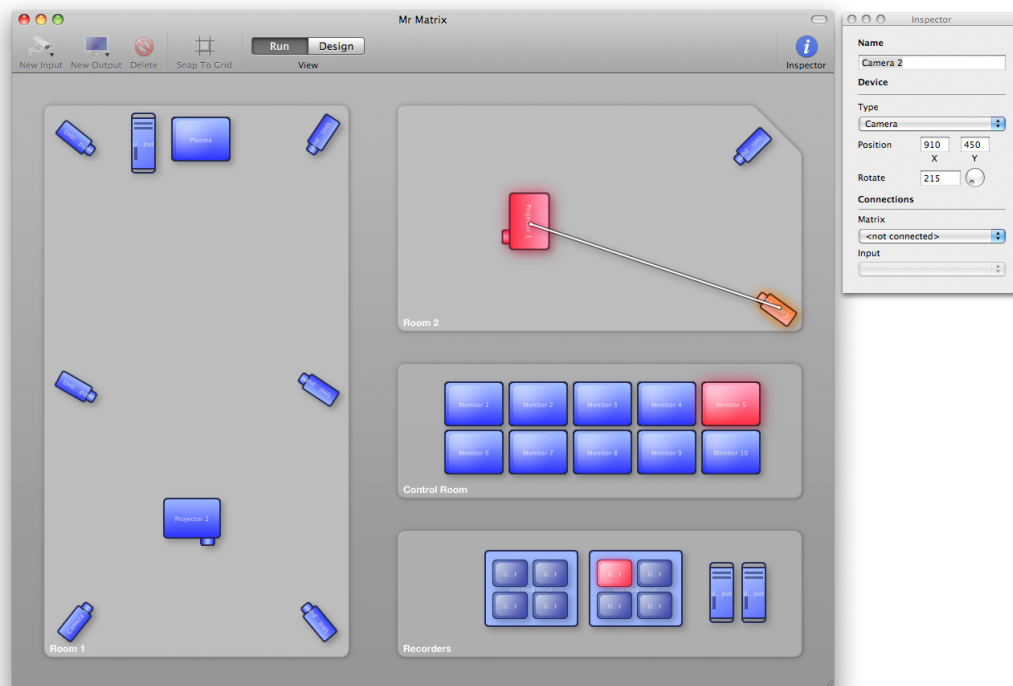 Mr Matrix
New Input New Output Delete Snap To Grid
Run Design
View
Inspector
Plasma
Projector 2
Room 1
Projector 1
Room 2
Monitor 1 Monitor 2 Monitor 3 Monitor 4 Monitor 5
Monitor 6 Monitor 7 Monitor 8 Monitor 9 Monitor 10
Control Room
U...t U...t U...t U...t
U...t U...t U...t U...t
Recorders
Inspector
Name
Camera 2
Device
Type
Camera
Position 910 450
X Y
Rotate 215
Connections
Matrix
<not connected>
Input